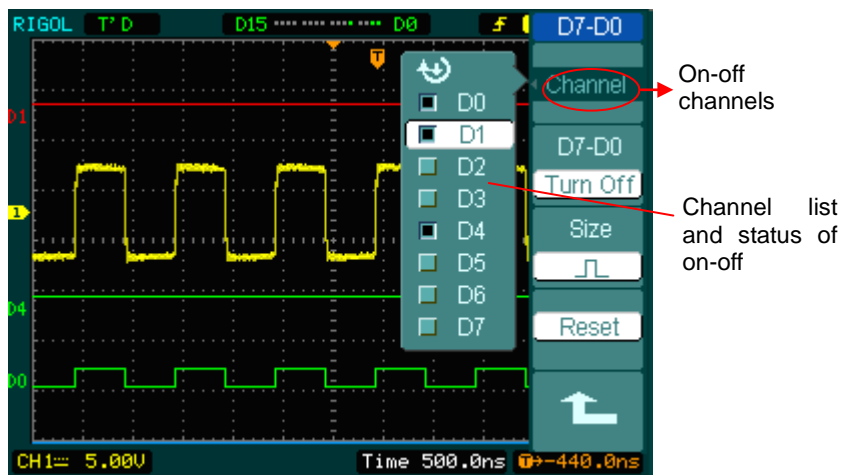 RIGOL T'D D15 D0 D7-D0
T
Channel
On-off
channels
D0
D1
D2
D3
D4
D5
D6
D7
D7-D0
Turn Off
Channel list
and status of
on-off
Size
Reset
D1
1
D4
D0
CH1 5.00V Time 500.0ns T→-440.0ns